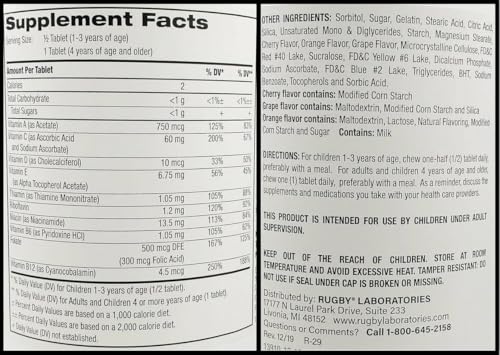 Supplement Facts
Serving Size: ½ Tablet (1-3 years of age)
1 Tablet (4 years of age and older)
Amount Per Tablet % DV* % DV^
Calories 2
Total Carbohydrate <1 g <1%± <1%±±
Total Sugars <1 g + +
Vitamin A (as Acetate) 750 mcg 125% 83%
Vitamin C (as Ascorbic Acid 60 mg 200% 67%
and Sodium Ascorbate)
Vitamin D (as Cholecalciferol) 10 mcg 33% 50%
Vitamin E 6.75 mg 56% 45%
(as Alpha Tocopherol Acetate)
Vitamin (as Thiamine Mononitrate) 1.05 mg 105% 88%
Riboflavin 1.2 mg 120% 92%
Niacin (as Niacinamide) 13.5 mg 113% 84%
Vitamin B6 (as Pyridoxine HCl) 1.05 mg 105% 62%
Folate 500 mcg DFE 167% 125%
(300 mcg Folic Acid)
Vitamin B12 (as Cyanocobalamin) 4.5 mcg 250% 188%
* % Daily Value (DV) for Children 1-3 years of age (1/2 tablet).
% Daily Value (DV) for Adults and Children 4 or more years of age (1 tablet).
Percent Daily Values are based on a 1,000 calorie diet.
Percent Daily Values are based on a 2,000 calorie diet.
Daily Value (DV) not established.
OTHER INGREDIENTS: Sorbitol, Sugar, Gelatin, Stearic Acid, Citric Acid,
Silica, Unsaturated Mono & Diglycerides, Starch, Magnesium Stearate,
Cherry Flavor, Orange Flavor, Grape Flavor, Microcrystalline Cellulose, FD&C
Red #40 Lake, Sucralose, FD&C Yellow #6 Lake, Dicalcium Phosphate,
Sodium Ascorbate, FD&C Blue #2 Lake, Triglycerides, BHT, Sodium
Benzoate, Tocopherols and Sorbic Acid.
Cherry flavor contains: Modified Corn Starch
Grape flavor contains: Maltodextrin, Modified Corn Starch and Silica
Orange flavor contains: Maltodextrin, Lactose, Natural Flavoring, Modified
Corn Starch and Sugar Contains: Milk
DIRECTIONS: For children 1-3 years of age, chew one-half (1/2) tablet daily,
preferably with a meal. For adults and children 4 years of age and older,
chew one (1) tablet daily, preferably with a meal. As a reminder, discuss the
supplements and medications you take with your health care providers.
THIS PRODUCT IS INTENDED FOR USE BY CHILDREN UNDER ADULT
SUPERVISION.
KEEP OUT OF THE REACH OF CHILDREN. STORE AT ROOM
TEMPERATURE AND AVOID EXCESSIVE HEAT. TAMPER RESISTANT: DO
NOT USE IF SEAL UNDER CAP IS BROKEN OR MISSING.
Distributed by: RUGBY® LABORATORIES
17177 N Laurel Park Drive, Suite 233
Livonia, MI 48152 www.rugbylaboratories.com
Questions or Comments? Call 1-800-645-2158
Rev. 12/19 R-29